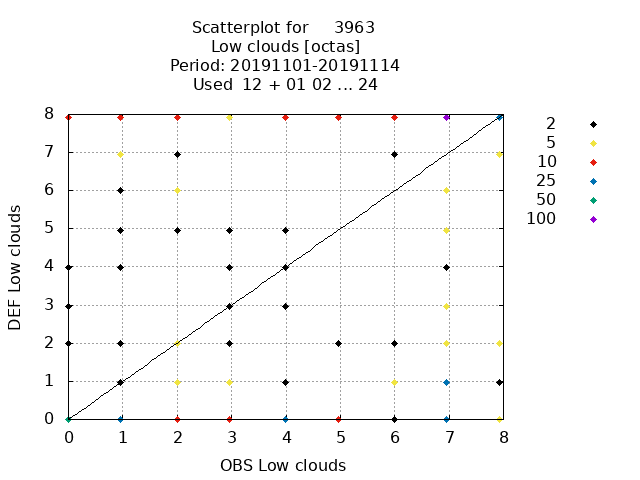 Scatterplot for 3963
Low clouds [octas]
Period: 20191101-20191114
Used 12 + 01 02 ... 24
8
7
6
5
4
3
2
1
0
DEF Low clouds
0 1 2 3 4 5 6 7 8
OBS Low clouds
2
5
10
25
50
100